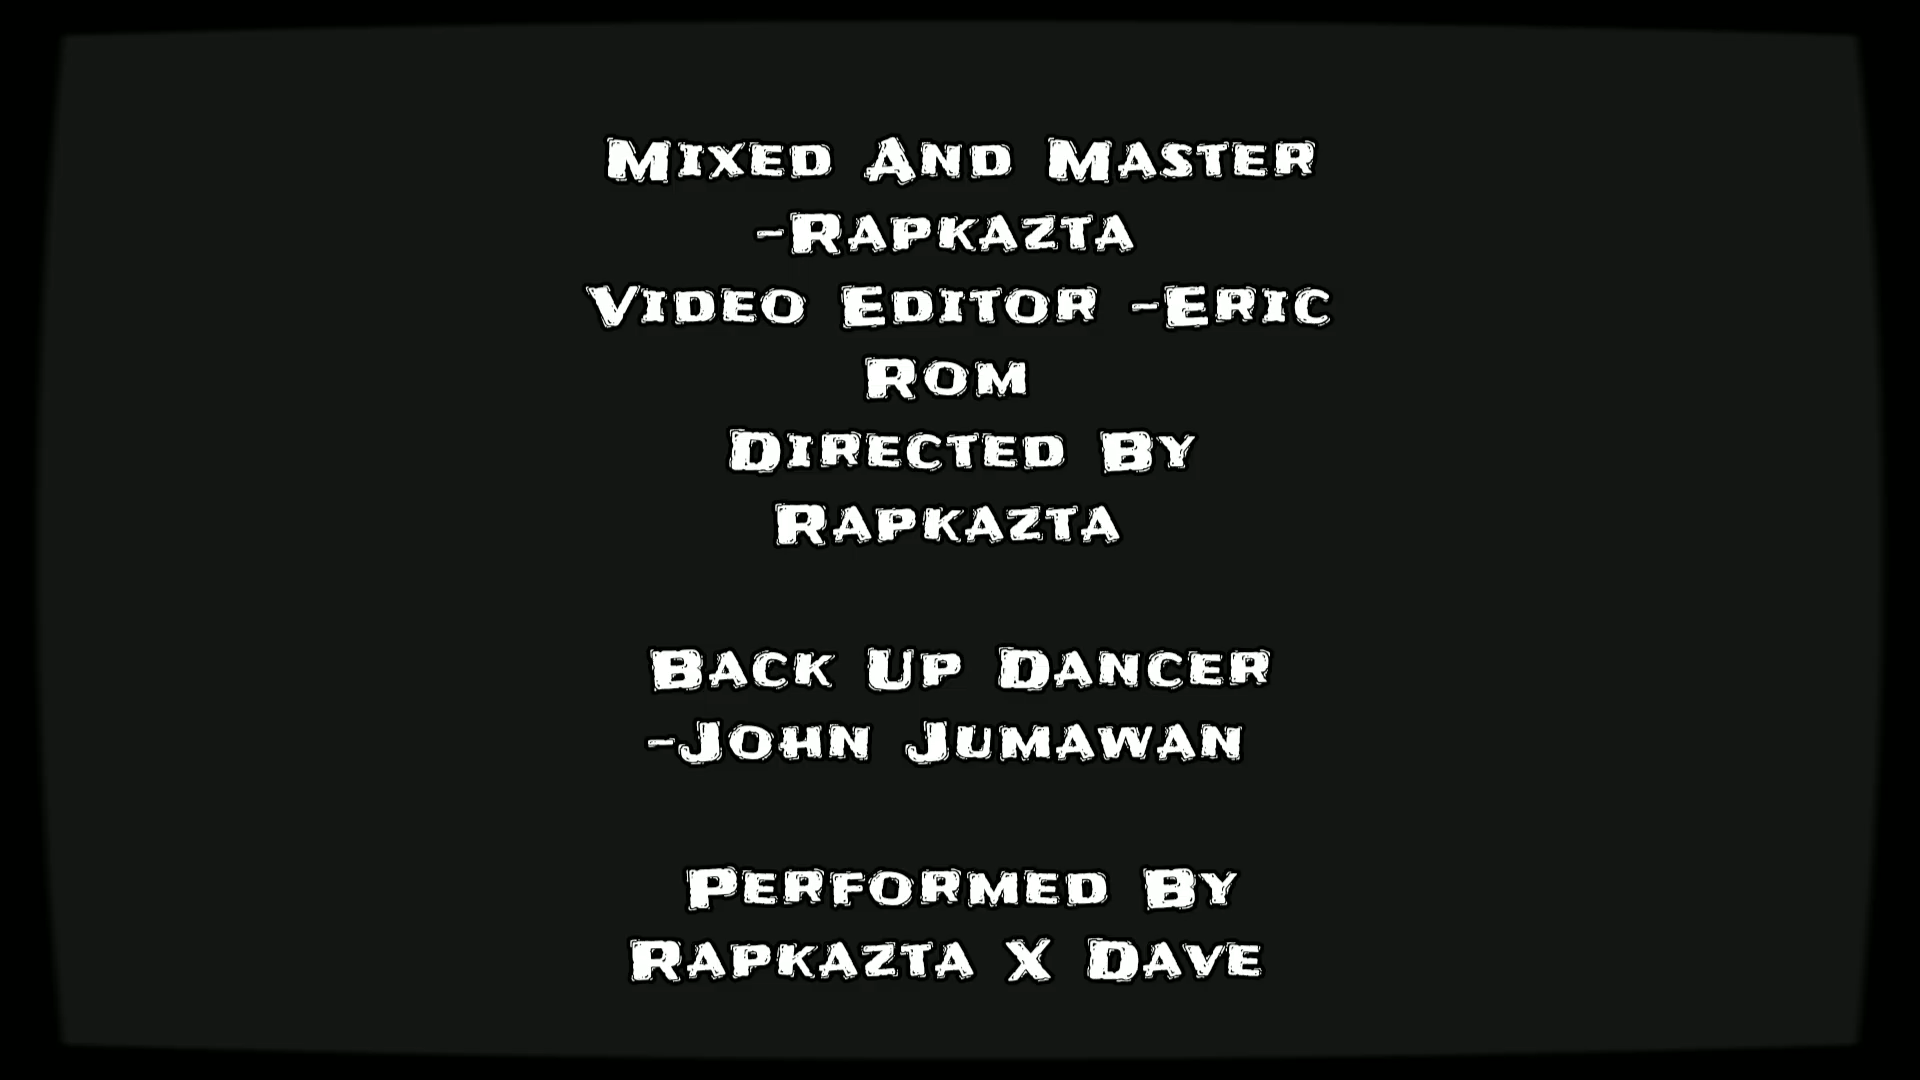 Mixed And Master
-Rapkazta
Video Editor -Eric
Rom
Directed By
Rapkazta
Back Up Dancer
-John Jumawan
Performed By
Rapkazta X Dave